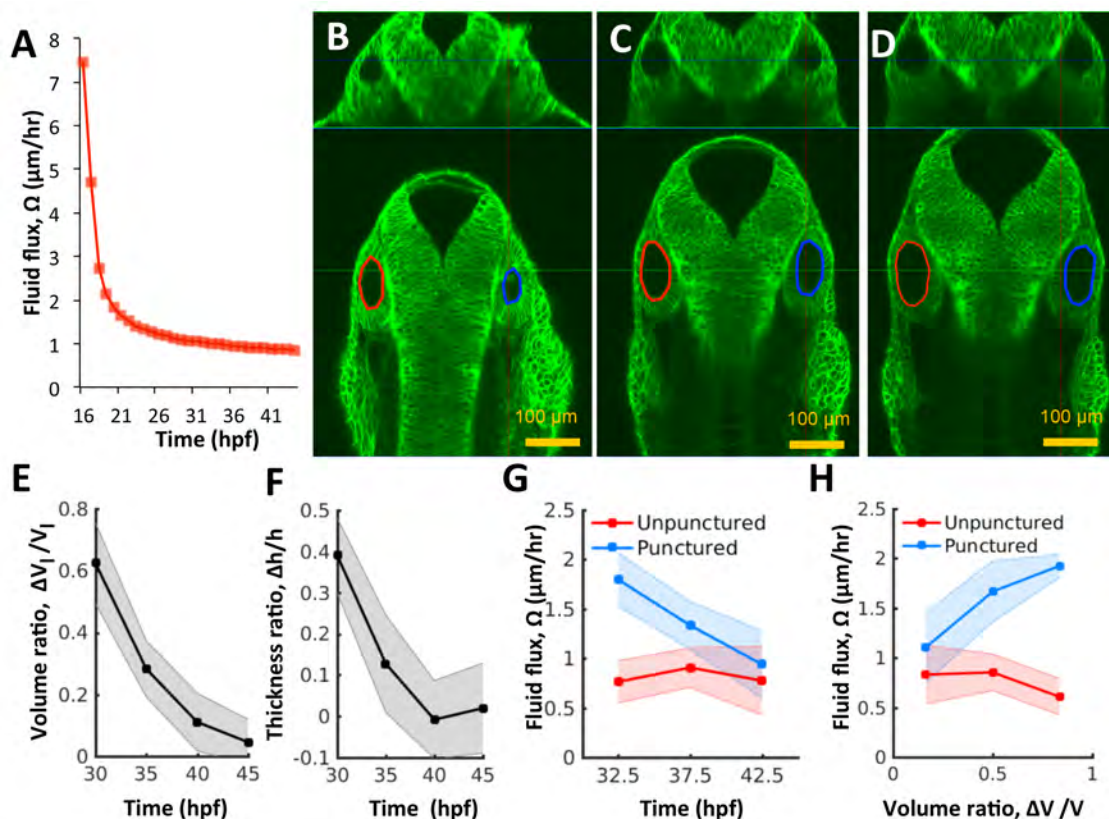 A
Fluid flux, Ω (μm/hr)
8
7
6
5
4
3
2
1
0
16 21 26 31 36 41
Time (hpf)
B
100 μm
C
100 μm
D
100 μm
E
Volume ratio, ΔVₗ/Vₗ
0.8
0.6
0.4
0.2
0
30 35 40 45
Time (hpf)
F
Thickness ratio, Δh/h
0.5
0.4
0.3
0.2
0.1
0
-0.1
30 35 40 45
Time (hpf)
G
Fluid flux, Ω (μm/hr)
2.5
2
1.5
1
0.5
0
Unpunctured
Punctured
32.5 37.5 42.5
Time (hpf)
H
Fluid flux, Ω (μm/hr)
2.5
2
1.5
1
0.5
0
Unpunctured
Punctured
0 0.5 1
Volume ratio, ΔV /V